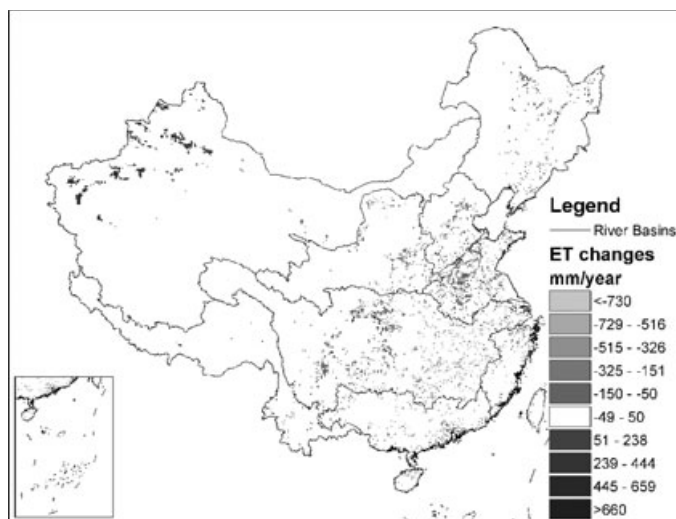 Legend
River Basins
ET changes
mm/year
<-730
-729 - -516
-515 - -326
-325 - -151
-150 - -50
-49 - 50
51 - 238
239 - 444
445 - 659
>660